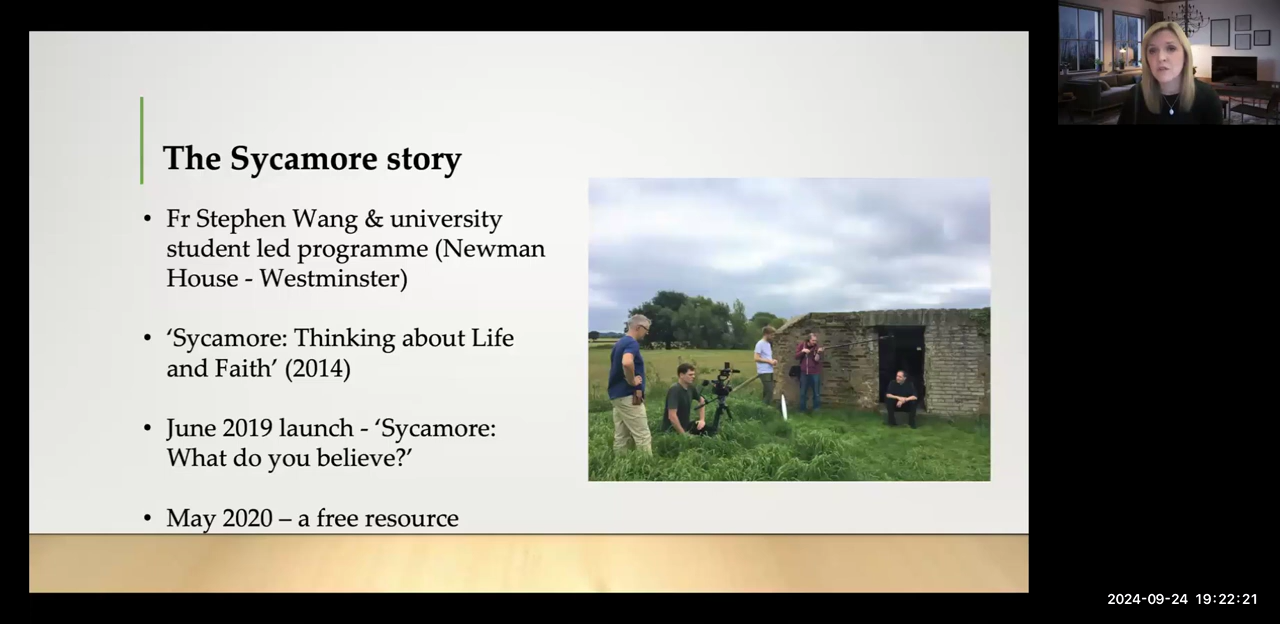 The Sycamore story
• Fr Stephen Wang & university
student led programme (Newman
House - Westminster)
• ‘Sycamore: Thinking about Life
and Faith’ (2014)
• June 2019 launch - ‘Sycamore:
What do you believe?’
• May 2020 – a free resource
2024-09-24 19:22:21